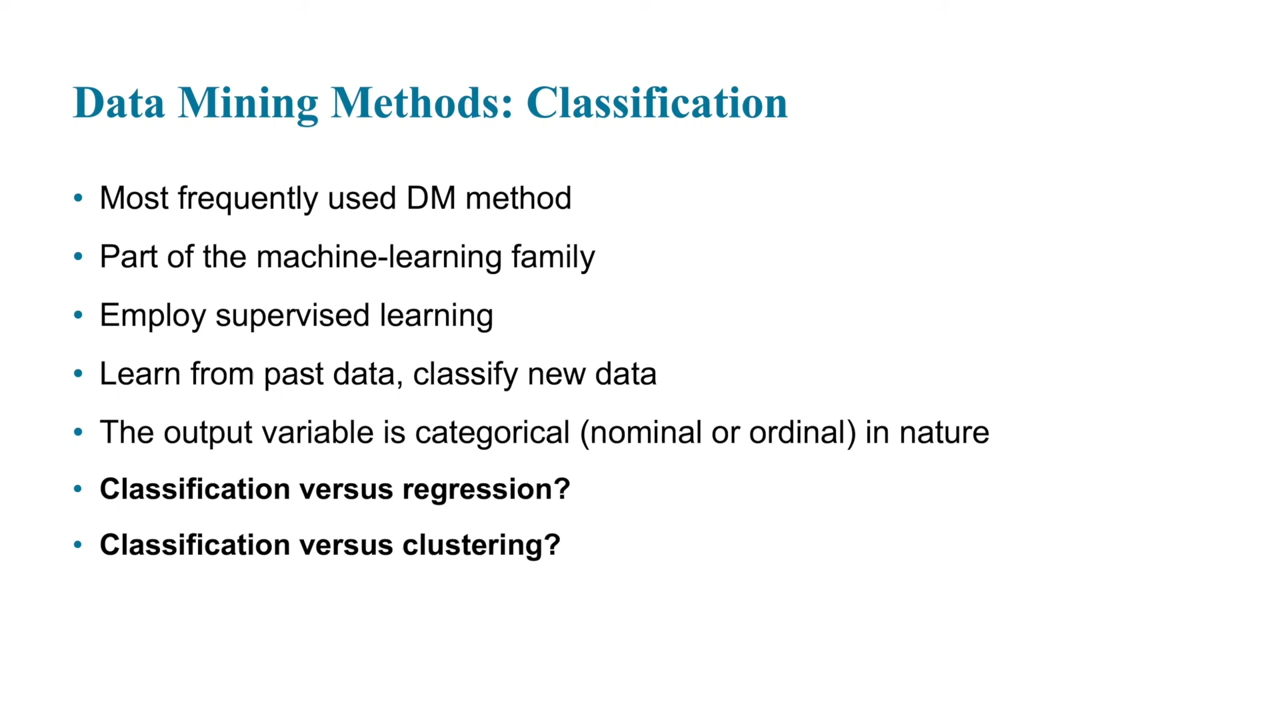 Data Mining Methods: Classification
• Most frequently used DM method
• Part of the machine-learning family
• Employ supervised learning
• Learn from past data, classify new data
• The output variable is categorical (nominal or ordinal) in nature
• Classification versus regression?
• Classification versus clustering?